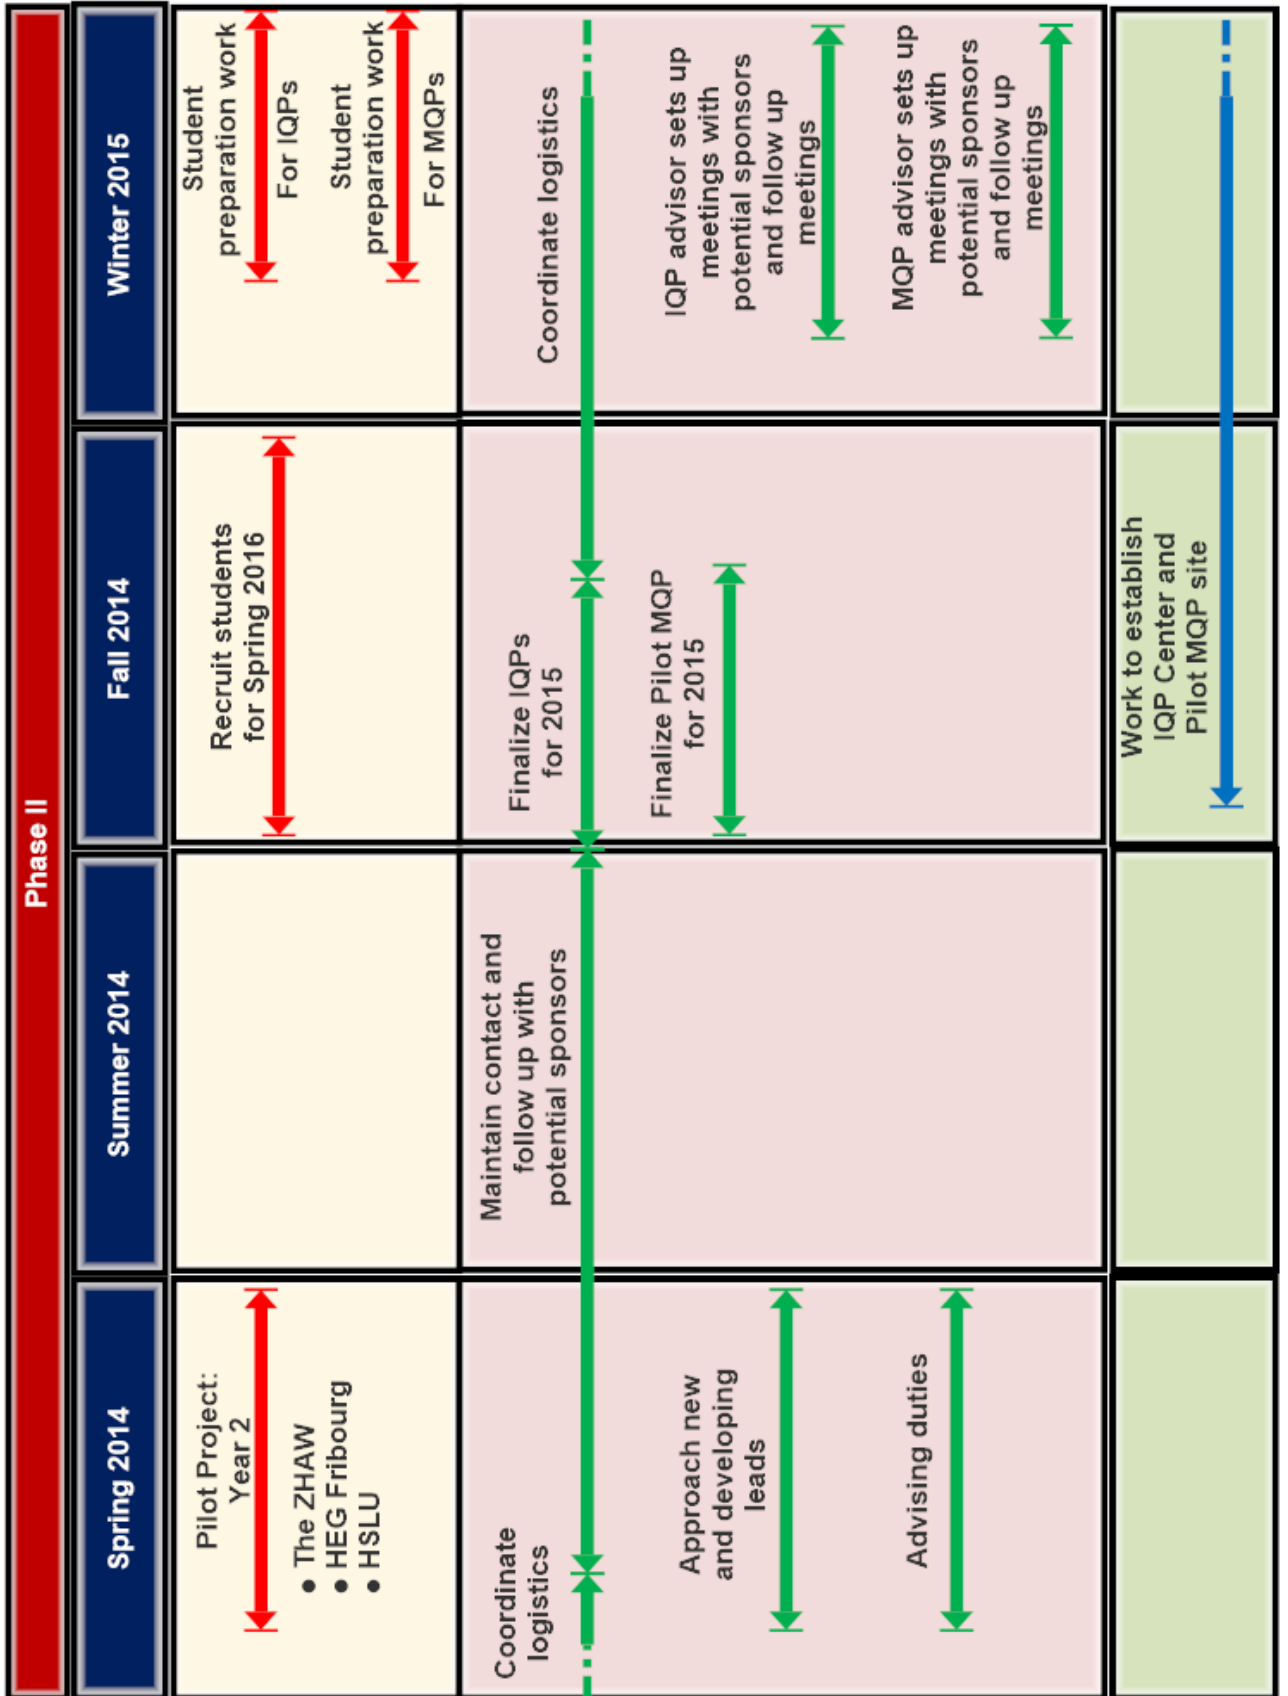 Phase II
Spring 2014
Summer 2014
Fall 2014
Winter 2015
Pilot Project:
Year 2
● The ZHAW
● HEG Fribourg
● HSLU
Recruit students
for Spring 2016
Student
preparation work
For IQPs
Student
preparation work
For MQPs
Coordinate
logistics
Maintain contact and
follow up with
potential sponsors
Finalize IQPs
for 2015
Coordinate logistics
Approach new
and developing
leads
Finalize Pilot MQP
for 2015
IQP advisor sets up
meetings with
potential sponsors
and follow up
meetings
Advising duties
MQP advisor sets up
meetings with
potential sponsors
and follow up
meetings
Work to establish
IQP Center and
Pilot MQP site